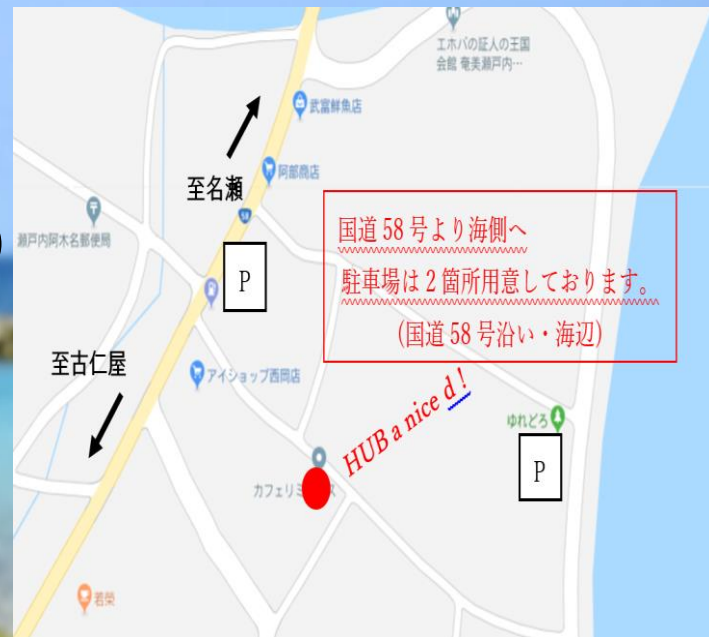 エホバの証人の王国
会館 奄美瀬戸内…
武富鮮魚店
阿部商店
至名瀬
58
瀬戸内阿木名郵便局
P
国道58号より海側へ
駐車場は2箇所用意しております。
(国道58号沿い・海辺)
至古仁屋
アイショップ西岡店
HUB a nice d!
ゆれどろ
P
カフェリミ
ス
若榮